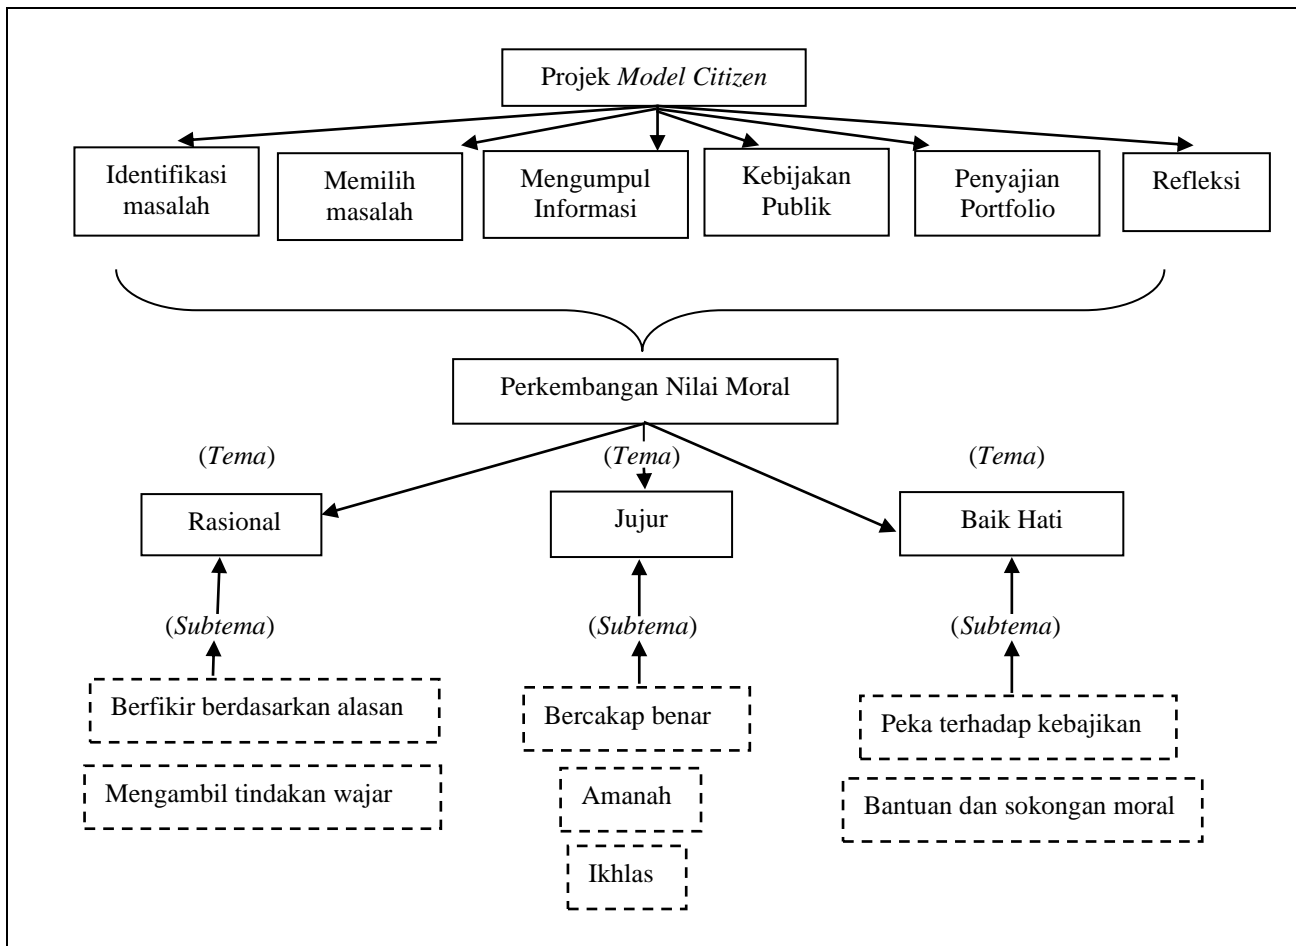 Projek Model Citizen
Identifikasi
masalah
Memilih
masalah
Mengumpul
Informasi
Kebijakan
Publik
Penyajian
Portfolio
Refleksi
Perkembangan Nilai Moral
(Tema)
(Tema)
(Tema)
Rasional
Jujur
Baik Hati
(Subtema)
(Subtema)
(Subtema)
Berfikir berdasarkan alasan
Mengambil tindakan wajar
Bercakap benar
Amanah
Ikhlas
Peka terhadap kebajikan
Bantuan dan sokongan moral